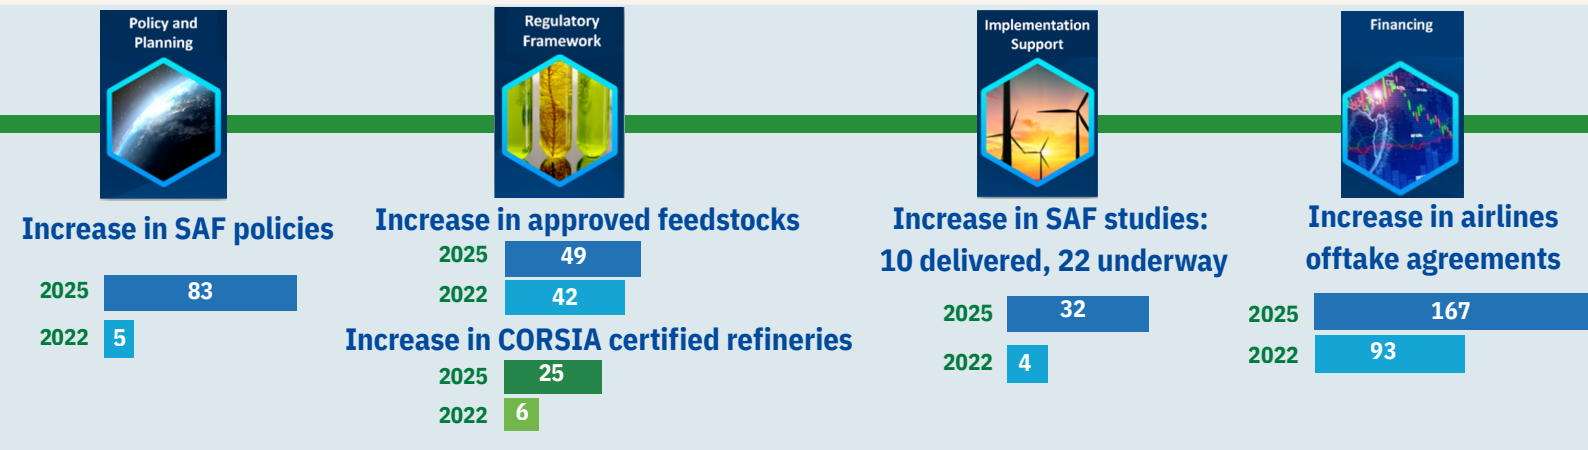 Policy and
Planning
Increase in SAF policies
2025 83
2022 5
Regulatory
Framework
Increase in approved feedstocks
2025 49
2022 42
Increase in CORSIA certified refineries
2025 25
2022 6
Implementation
Support
Increase in SAF studies:
10 delivered, 22 underway
2025 32
2022 4
Financing
Increase in airlines
offtake agreements
2025 167
2022 93